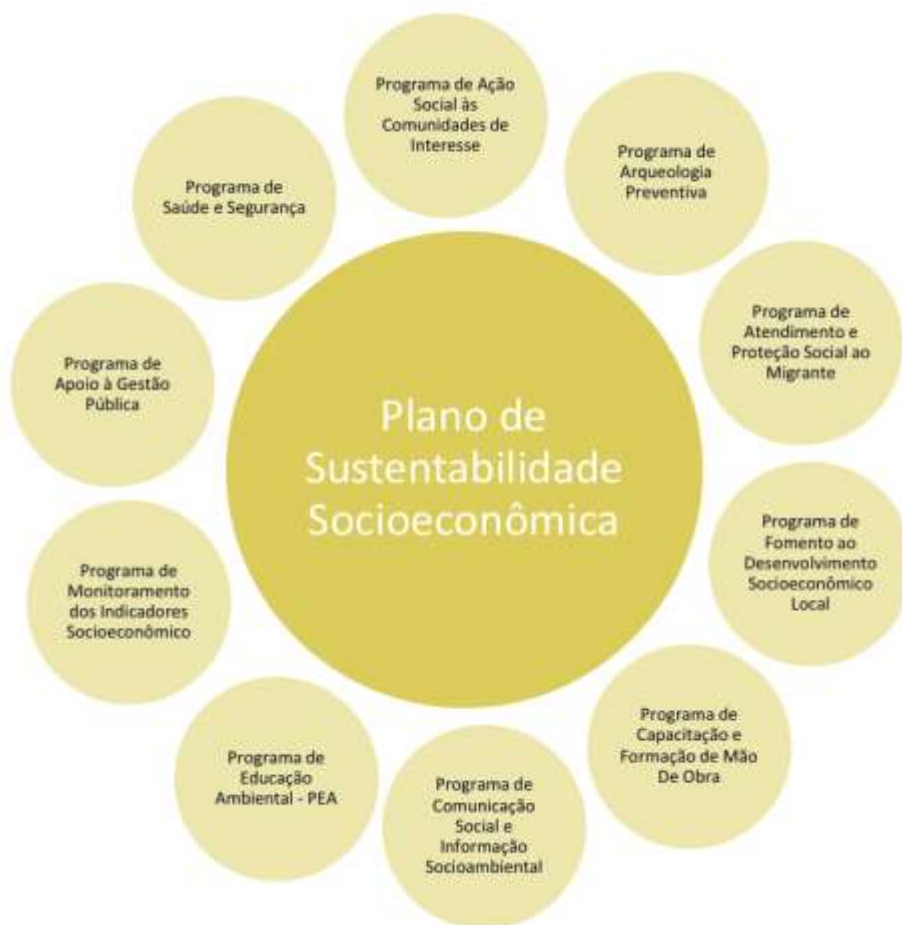 Programa de Ação
Social às
Comunidades de
Interesse
Programa de
Arqueologia
Preventiva
Programa de
Atendimento e
Proteção Social ao
Migrante
Programa de
Fomento ao
Desenvolvimento
Socioeconômico
Local
Programa de
Capacitação e
Formação de Mão
De Obra
Programa de
Comunicação
Social e
Informação
Socioambiental
Programa de
Educação
Ambiental - PEA
Programa de
Monitoramento
dos Indicadores
Socioeconômico
Programa de
Apoio à Gestão
Pública
Programa de
Saúde e Segurança
Plano de
Sustentabilidade
Socioeconômica